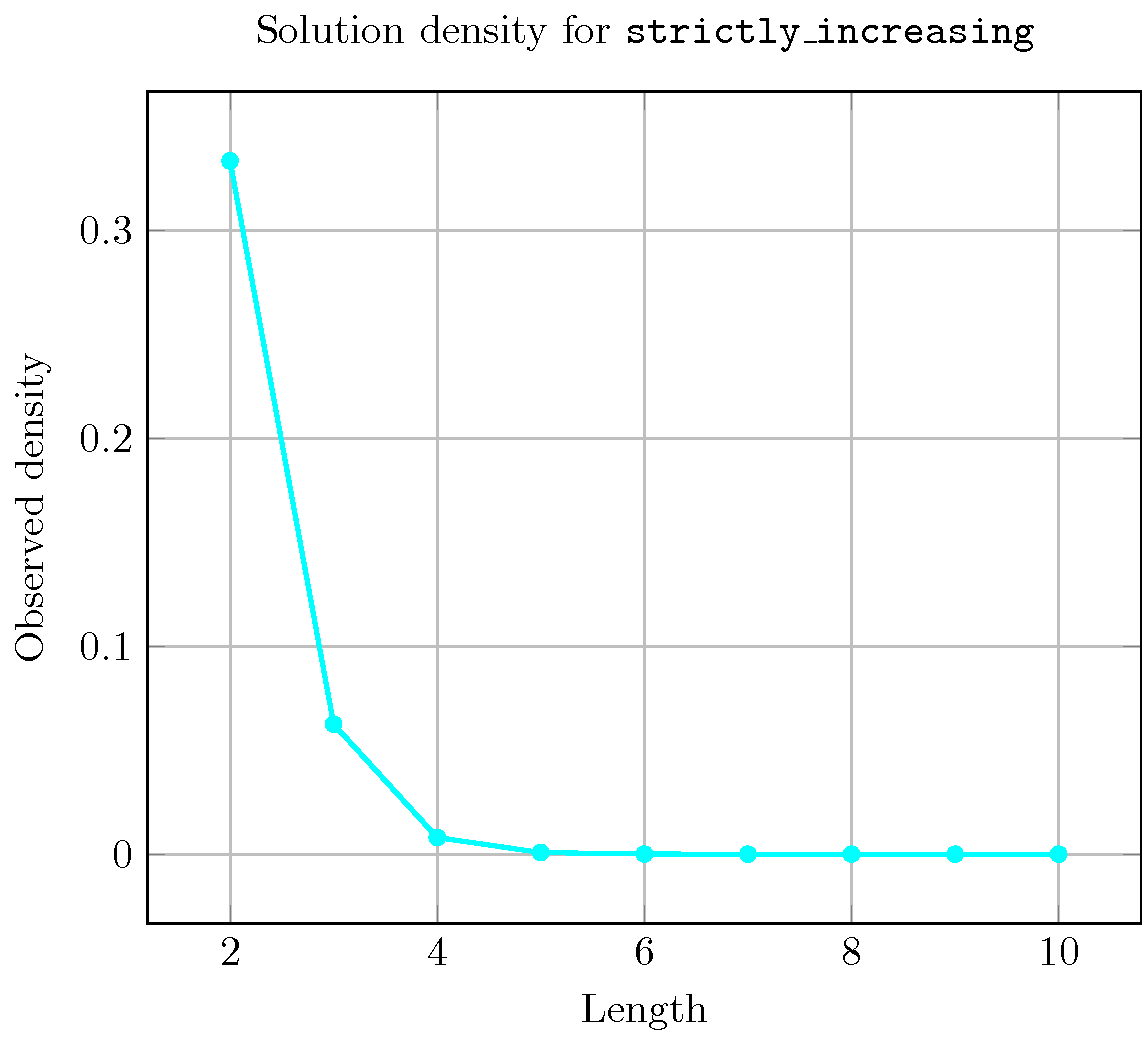 Solution density for strictly_increasing
Observed density
0.3
0.2
0.1
0
2 4 6 8 10
Length